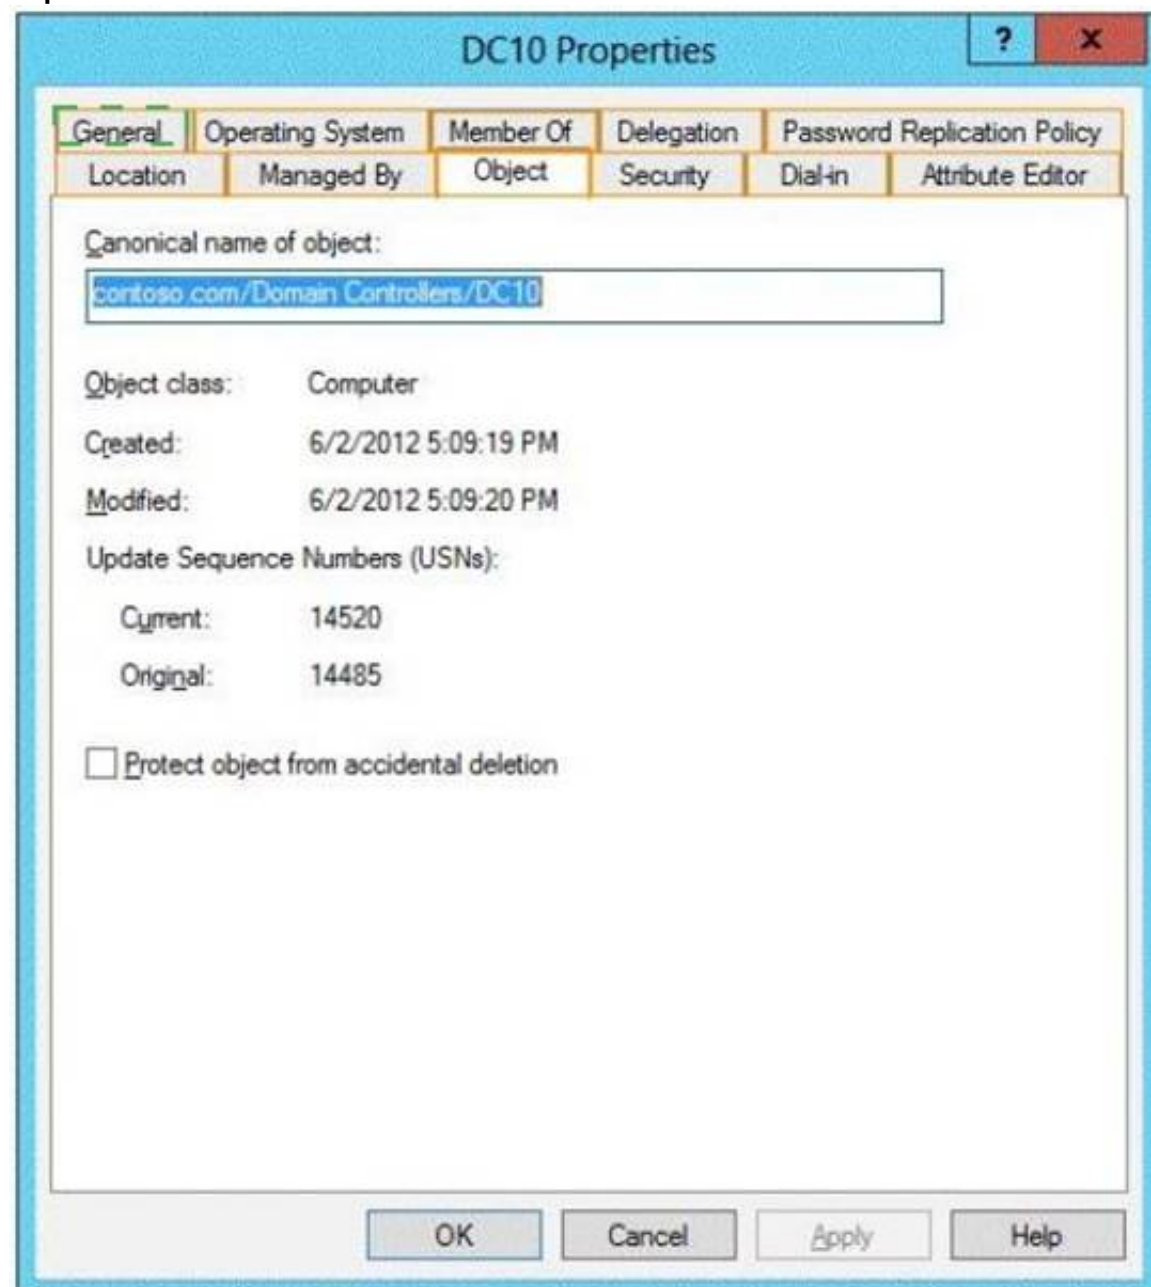 DC10 Properties
? x
General Operating System Member Of Delegation Password Replication Policy
Location Managed By Object Security Dial-in Attribute Editor
Canonical name of object:
contoso.com/Domain Controllers/DC10
Object class: Computer
Created: 6/2/2012 5:09:19 PM
Modified: 6/2/2012 5:09:20 PM
Update Sequence Numbers (USNs):
Current: 14520
Original: 14485
Protect object from accidental deletion
OK Cancel Apply Help